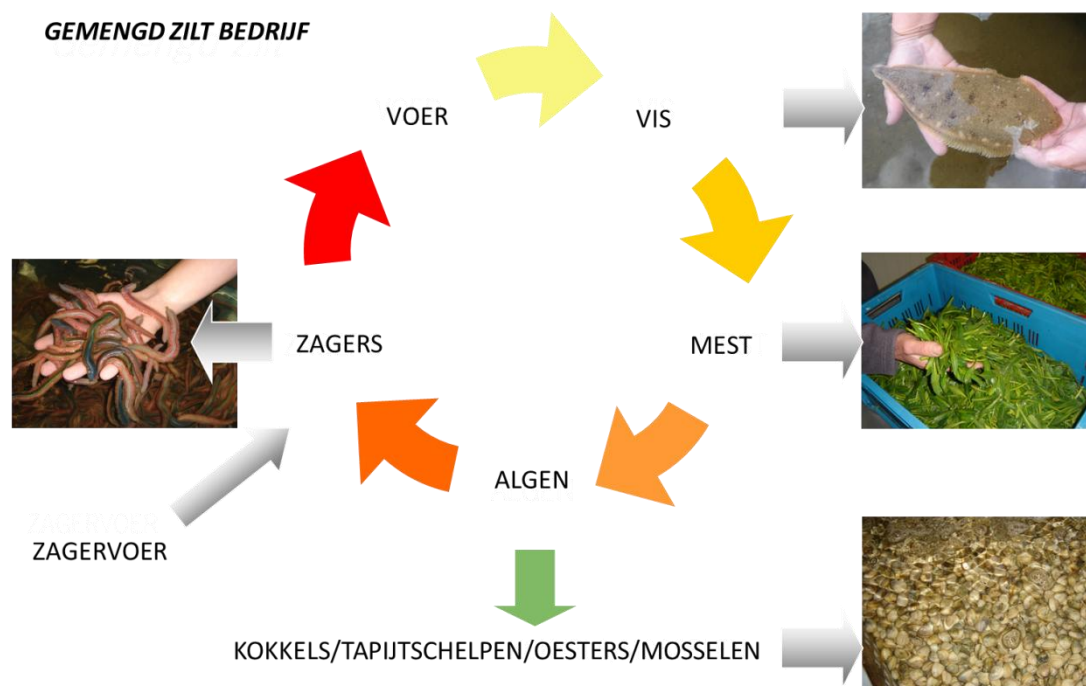 GEMENGD ZILT BEDRIJF
VOER
VIS
ZAGERS
MEST
ALGEN
ZAGERVOER
KOKKELS/TAPIJTSCHELPEN/OESTERS/MOSSELEN